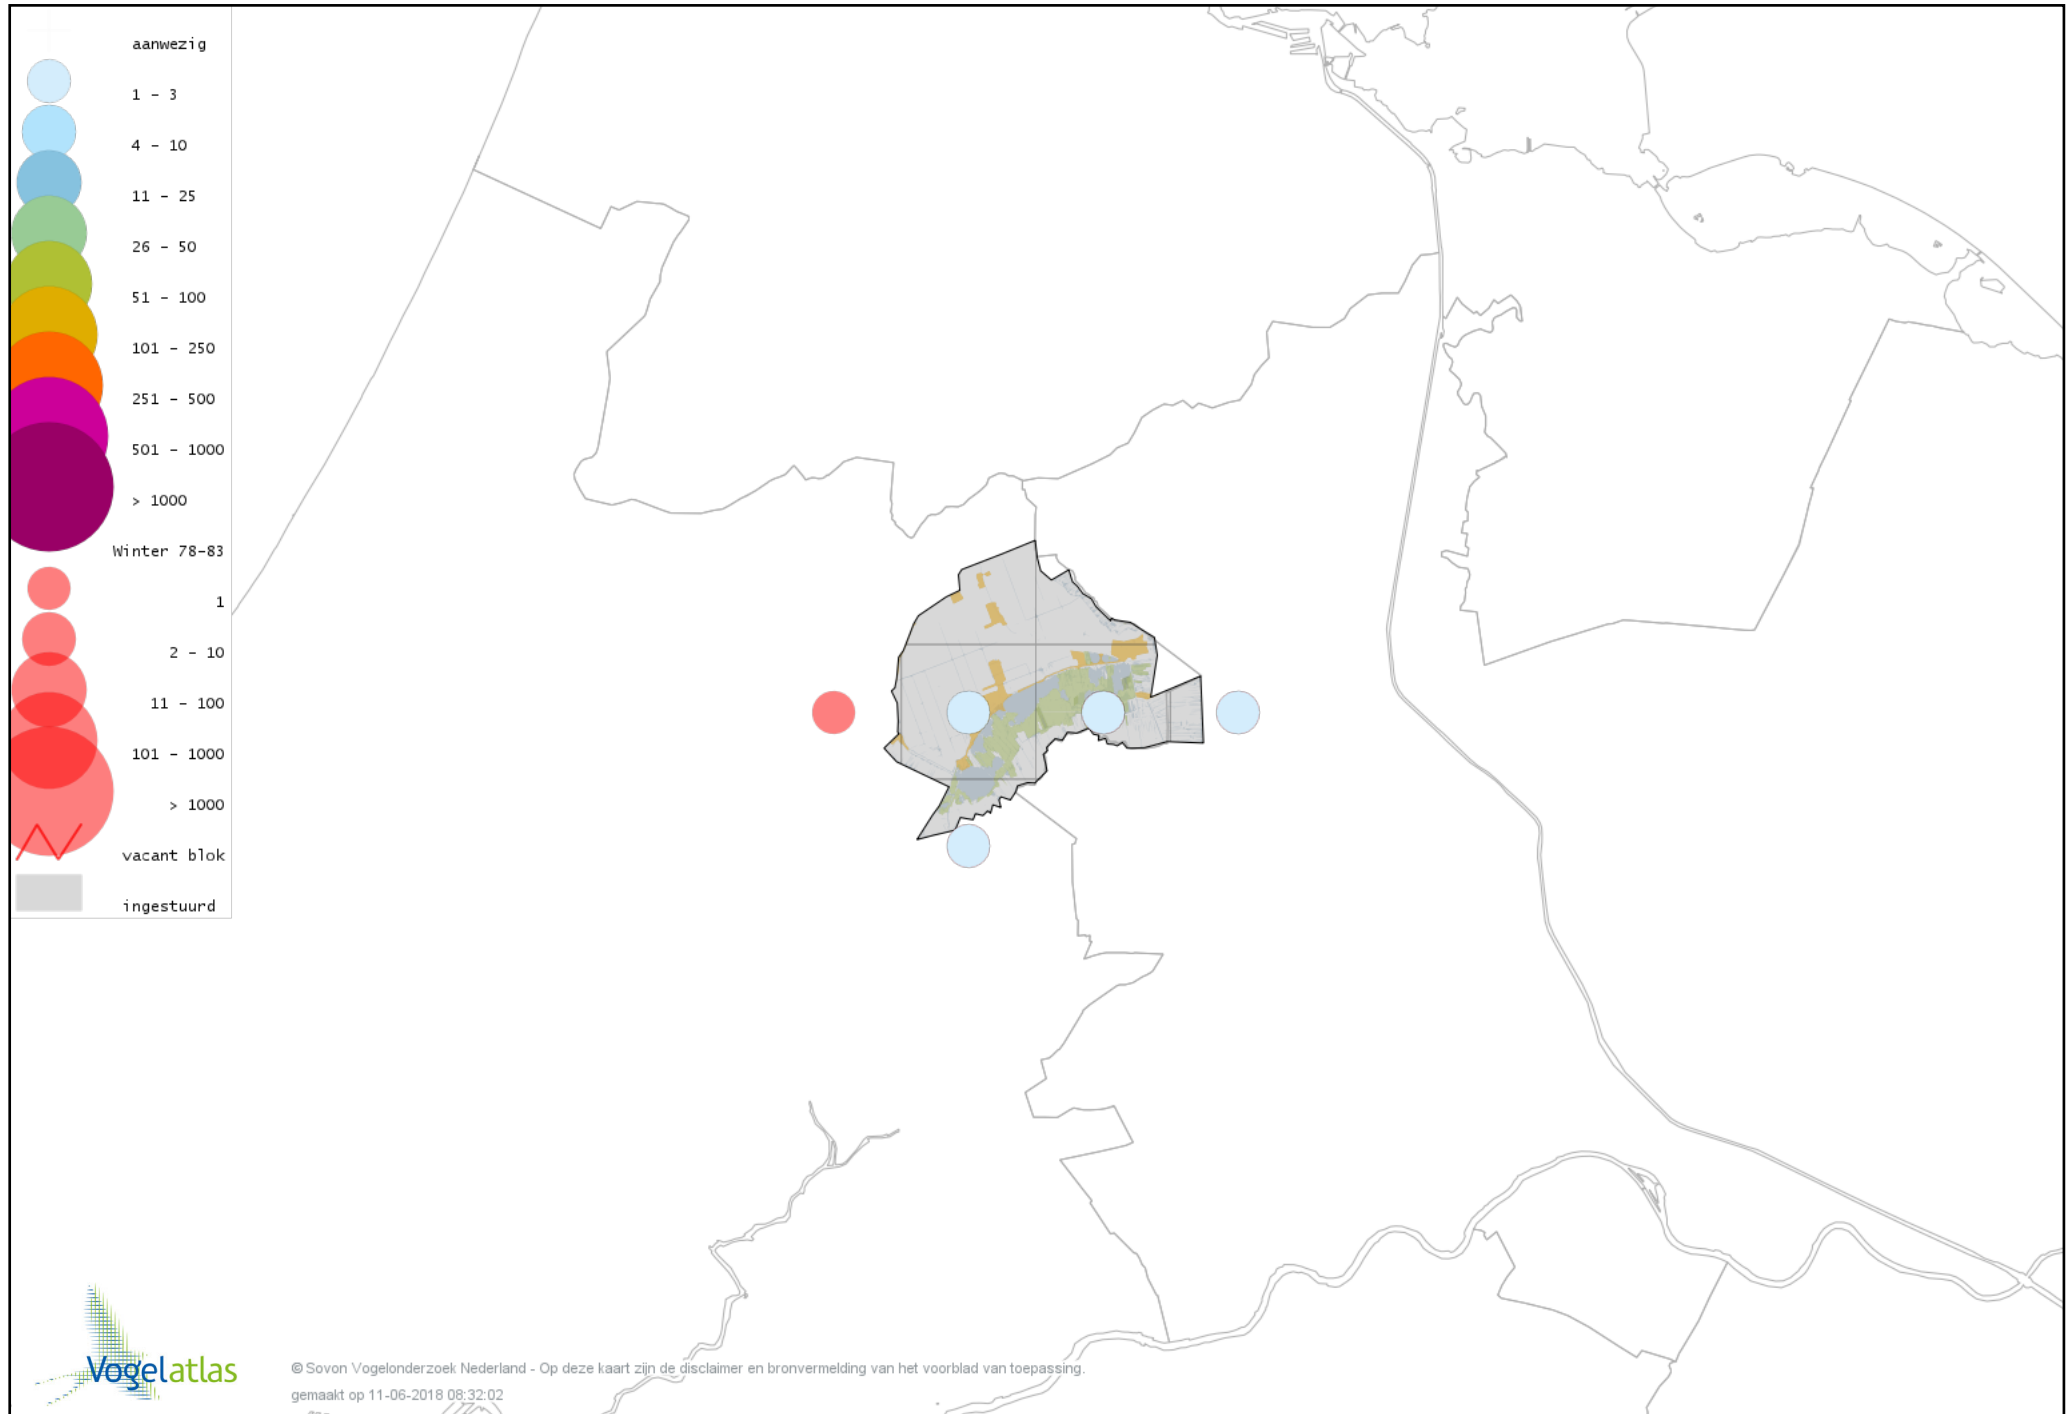 aanwezig
1 - 3
4 - 10
11 - 25
26 - 50
51 - 100
101 - 250
251 - 500
501 - 1000
> 1000
Winter 78-83
1
2 - 10
11 - 100
101 - 1000
> 1000
vacant blok
ingestuurd
Vogelatlas
© Sovon Vogelonderzoek Nederland - Op deze kaart zijn de disclaimer en bronvermelding van het voorblad van toepassing.
gemaakt op 11-06-2018 08:32:02